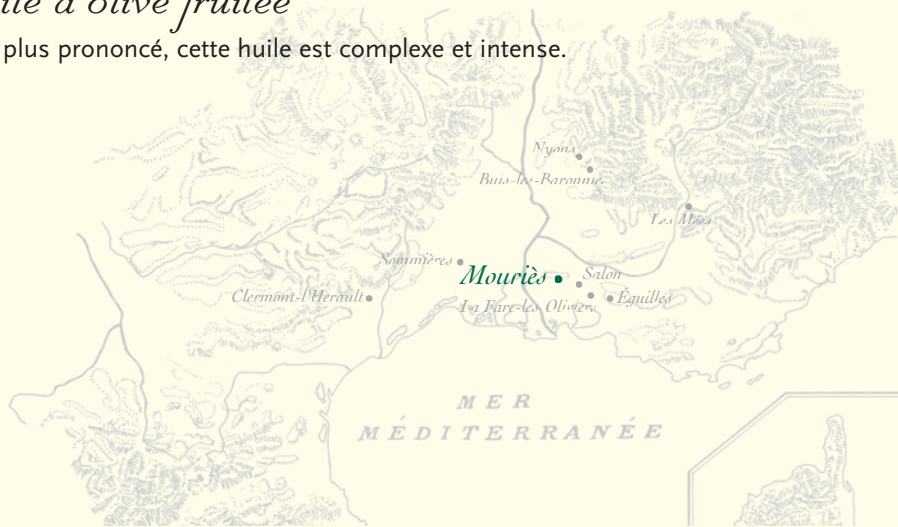 ile d'olive fruitée
plus prononcé, cette huile est complexe et intense.
Nyons
Buis-les-Baronnies
Les Mées
Sommières
Mouriès
Salon
Clermont-l'Hérault
La Fare-les-Oliviers
Éguilles
MER
MÉDITERRANÉE